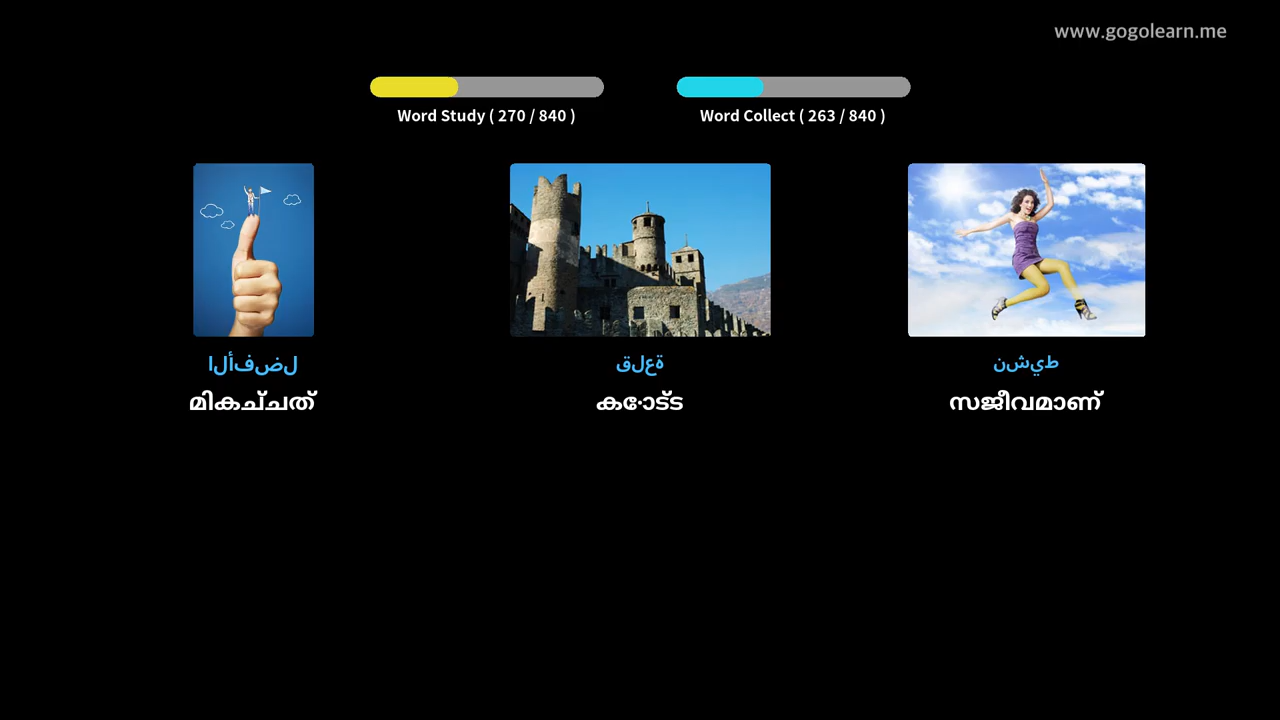 www.gogolearn.me
Word Study ( 270 / 840 )
Word Collect ( 263 / 840 )
الأفضل
قلعة
نشيط
മികച്ചത്
കോട്ട
സജീവമാണ്